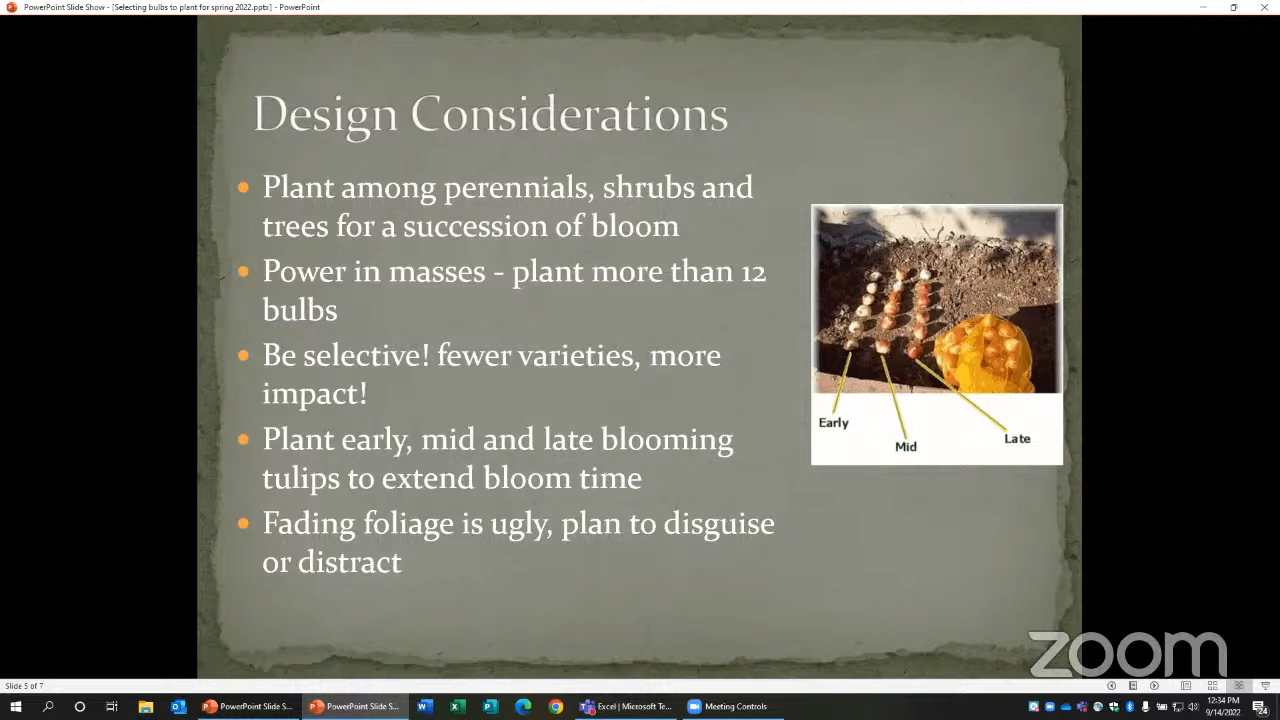 PowerPoint Slide Show - [Selecting bulbs to plant for spring 2022.pptx] - PowerPoint
Design Considerations
• Plant among perennials, shrubs and
trees for a succession of bloom
• Power in masses - plant more than 12
bulbs
• Be selective! fewer varieties, more
impact!
• Plant early, mid and late blooming
tulips to extend bloom time
• Fading foliage is ugly, plan to disguise
or distract
Early
Mid
Late
zoom
Slide 5 of 7
PowerPoint Slide S...
PowerPoint Slide S...
Excel | Microsoft Te...
Meeting Controls
12:34 PM
9/14/2022
24